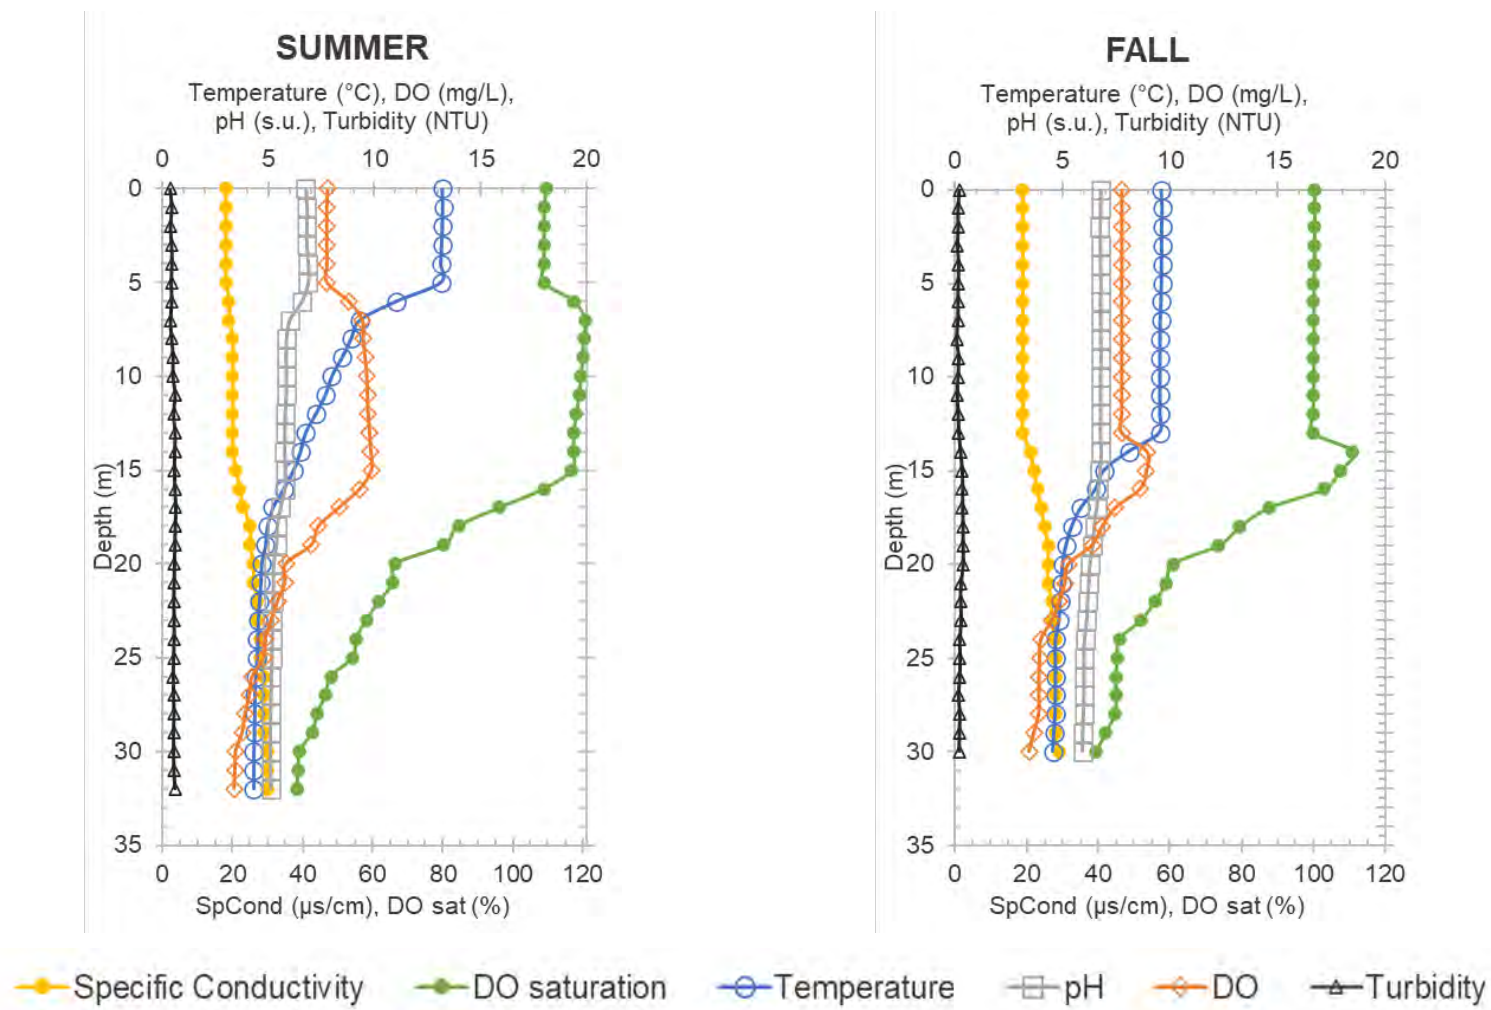 SUMMER
Temperature (°C), DO (mg/L),
pH (s.u.), Turbidity (NTU)
0 5 10 15 20
0
5
10
15
20
25
30
35
Depth (m)
0 20 40 60 80 100 120
SpCond (µs/cm), DO sat (%)
FALL
Temperature (°C), DO (mg/L),
pH (s.u.), Turbidity (NTU)
0 5 10 15 20
0
5
10
15
20
25
30
35
Depth (m)
0 20 40 60 80 100 120
SpCond (µs/cm), DO sat (%)
Specific Conductivity DO saturation Temperature pH DO Turbidity